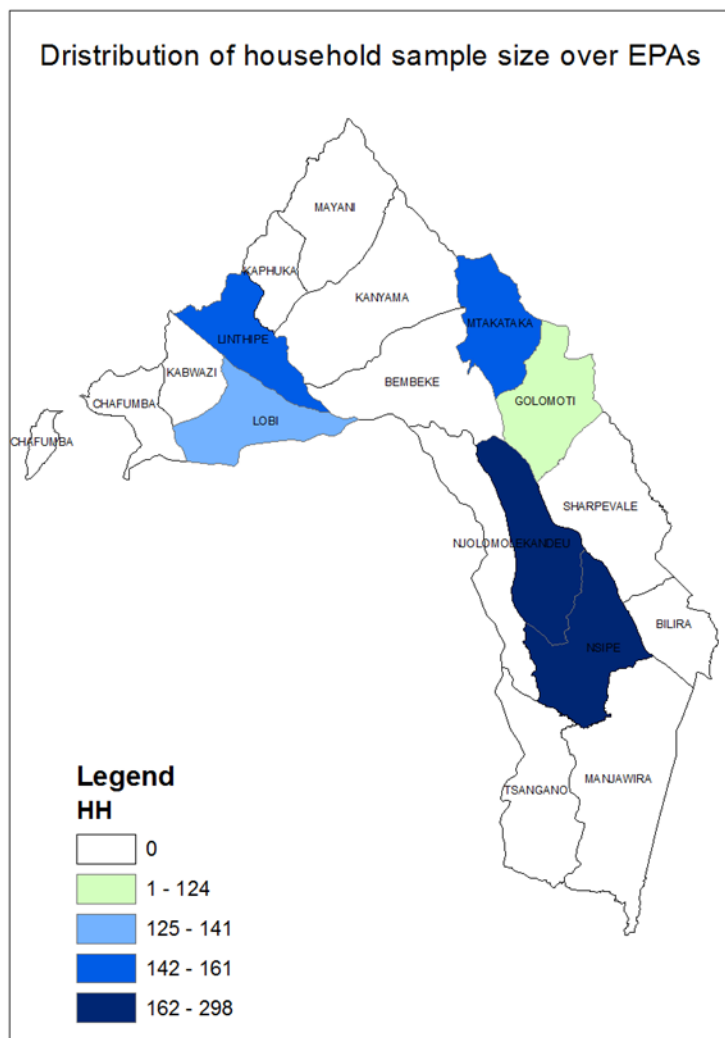 Dristribution of household sample size over EPAs
MAYANI
KAPHUKA
KANYAMA
MTAKATAKA
LINTHIPE
KABWAZI
BEMBEKE
CHAFUMBA
GOLOMOTI
LOBI
CHAFUMBA
SHARPEVALE
NJOLOMOLEKANDEU
BILIRA
NSIPE
TSANGANO
MANJAWIRA
Legend
HH
0
1 - 124
125 - 141
142 - 161
162 - 298